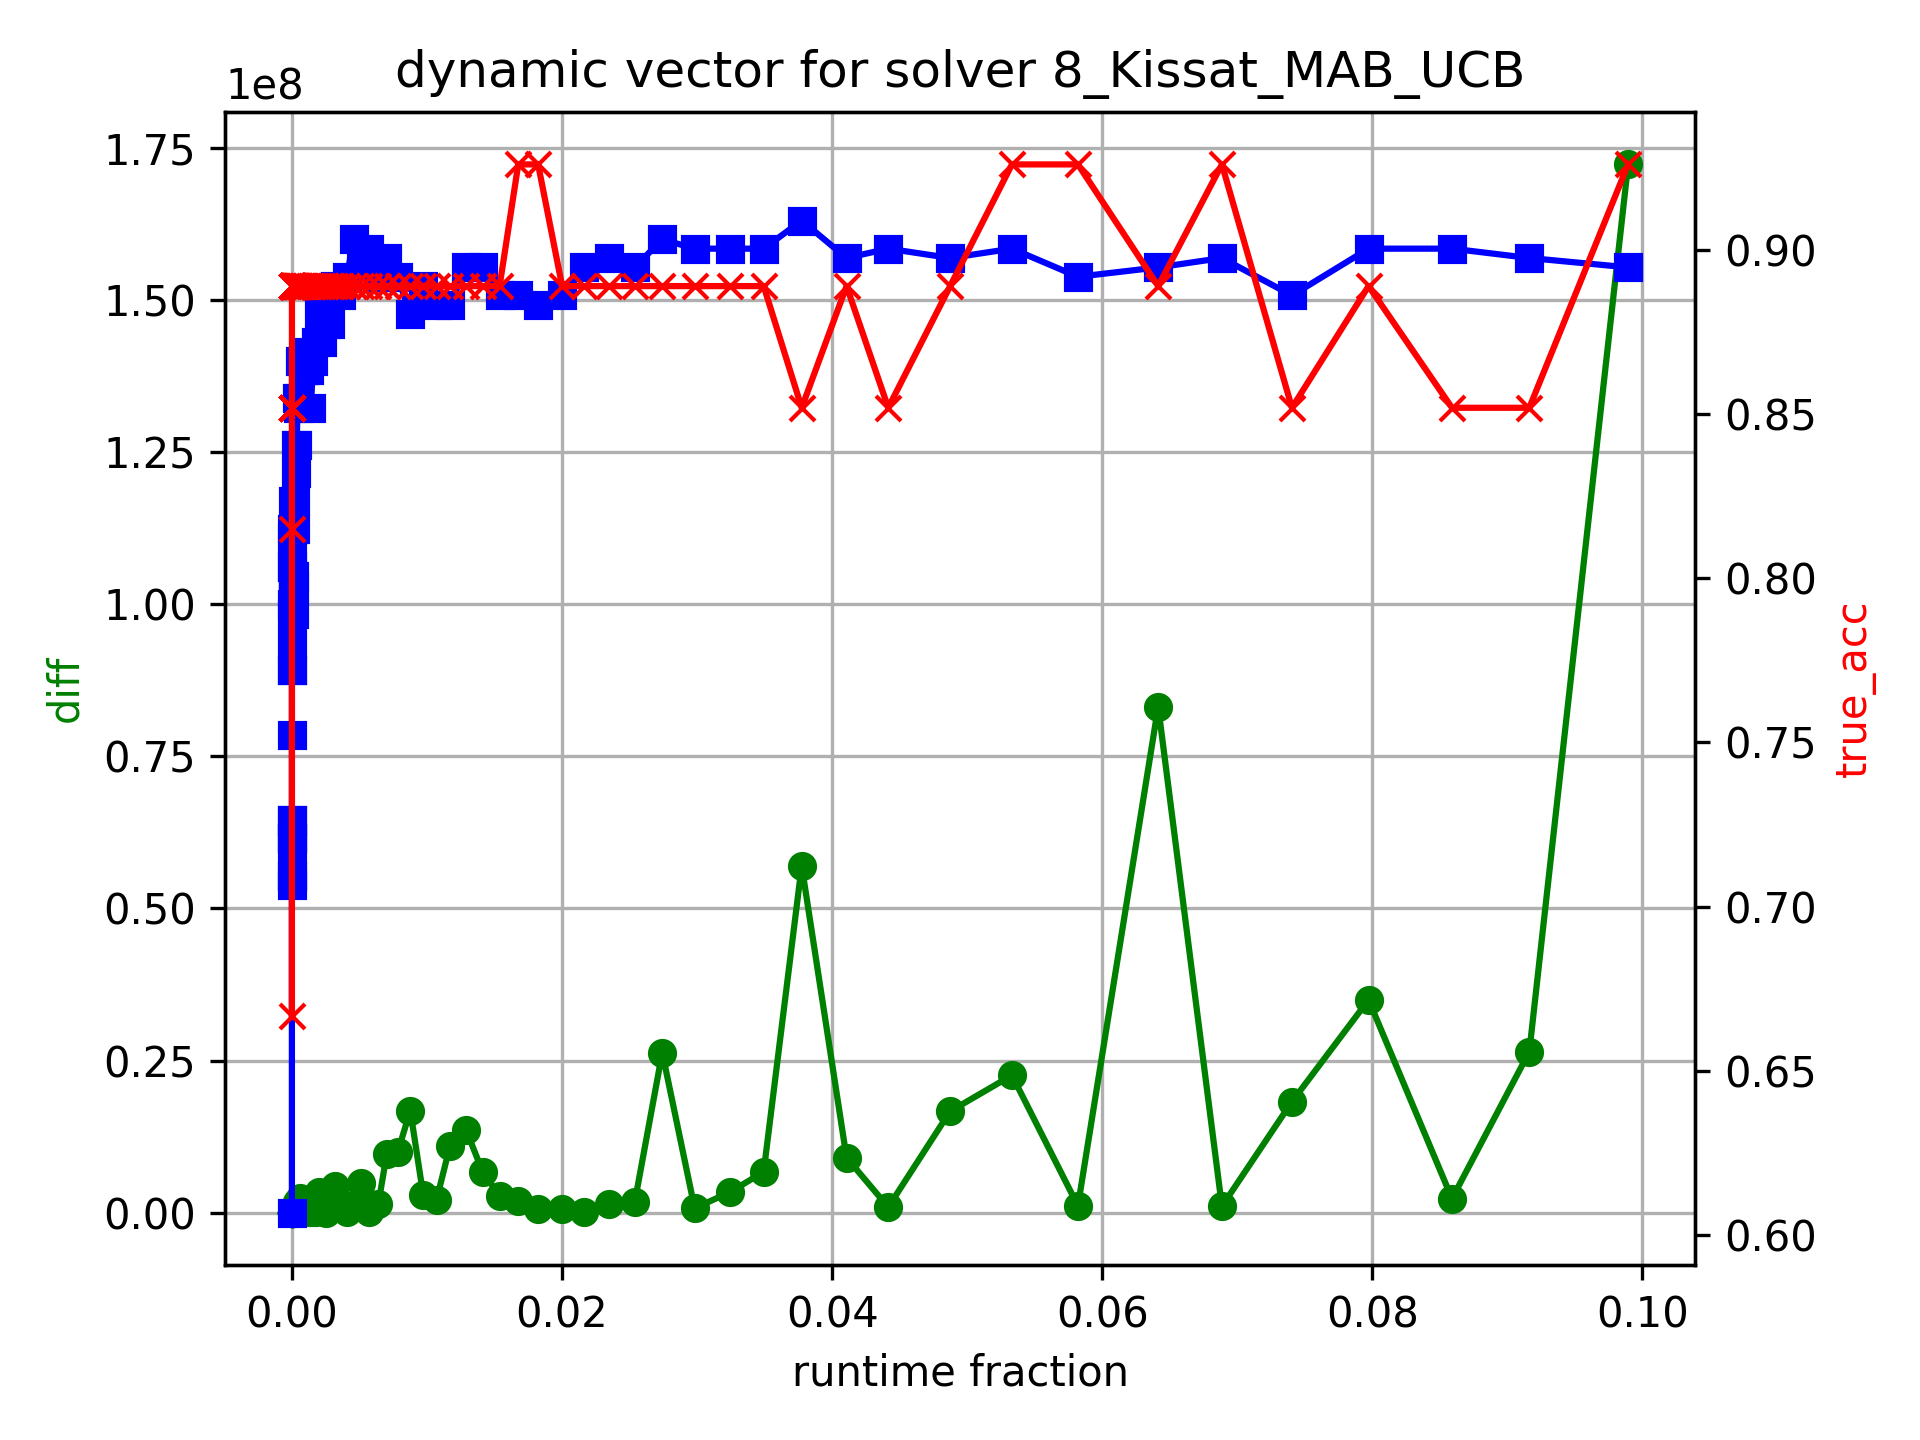 dynamic vector for solver 8_Kissat_MAB_UCB
1e8
1.75
1.50
1.25
1.00
0.75
0.50
0.25
0.00
diff
0.90
0.85
0.80
0.75
0.70
0.65
0.60
true_acc
0.00 0.02 0.04 0.06 0.08 0.10
runtime fraction